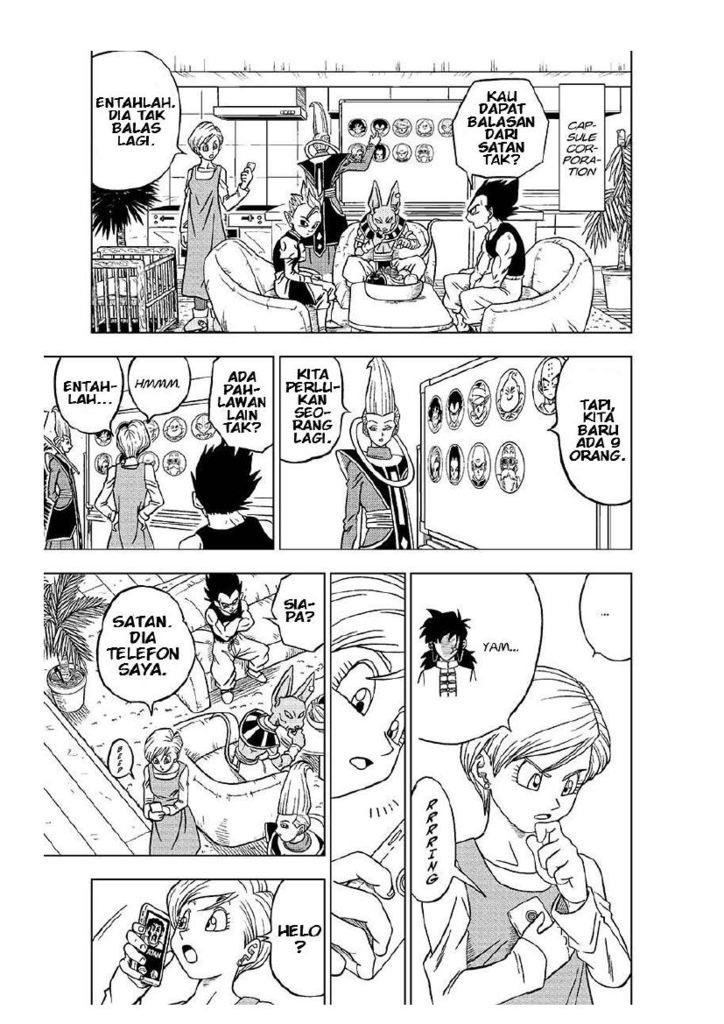 CAP-
SULE
COR-
PORA-
TION
KAU
DAPAT
BALASAN
DARI
SATAN
TAK?
ENTAHLAH.
DIA TAK
BALAS
LAGI.
TAPI,
KITA
BARU
ADA 9
ORANG.
KITA
PERLU-
KAN
SEO-
RANG
LAGI.
ADA
PAH-
LAWAN
LAIN
TAK?
HMMM.
ENTAH-
LAH...
...
YAM...
RRRRING
SIA-
PA?
SATAN.
DIA
TELEFON
SAYA.
BEEP
HELO
?